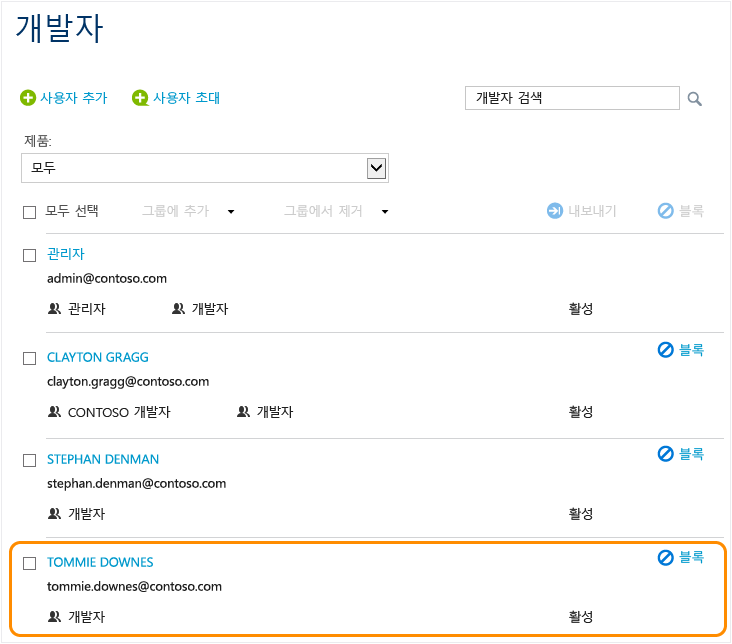 개발자
사용자 추가 사용자 초대 개발자 검색
제품:
모두
모두 선택 그룹에 추가 그룹에서 제거 내보내기 블록
관리자
admin@contoso.com
관리자 개발자 활성
CLAYTON GRAGG 블록
clayton.gragg@contoso.com
CONTOSO 개발자 개발자 활성
STEPHAN DENMAN 블록
stephan.denman@contoso.com
개발자 활성
TOMMIE DOWNES 블록
tommie.downes@contoso.com
개발자 활성